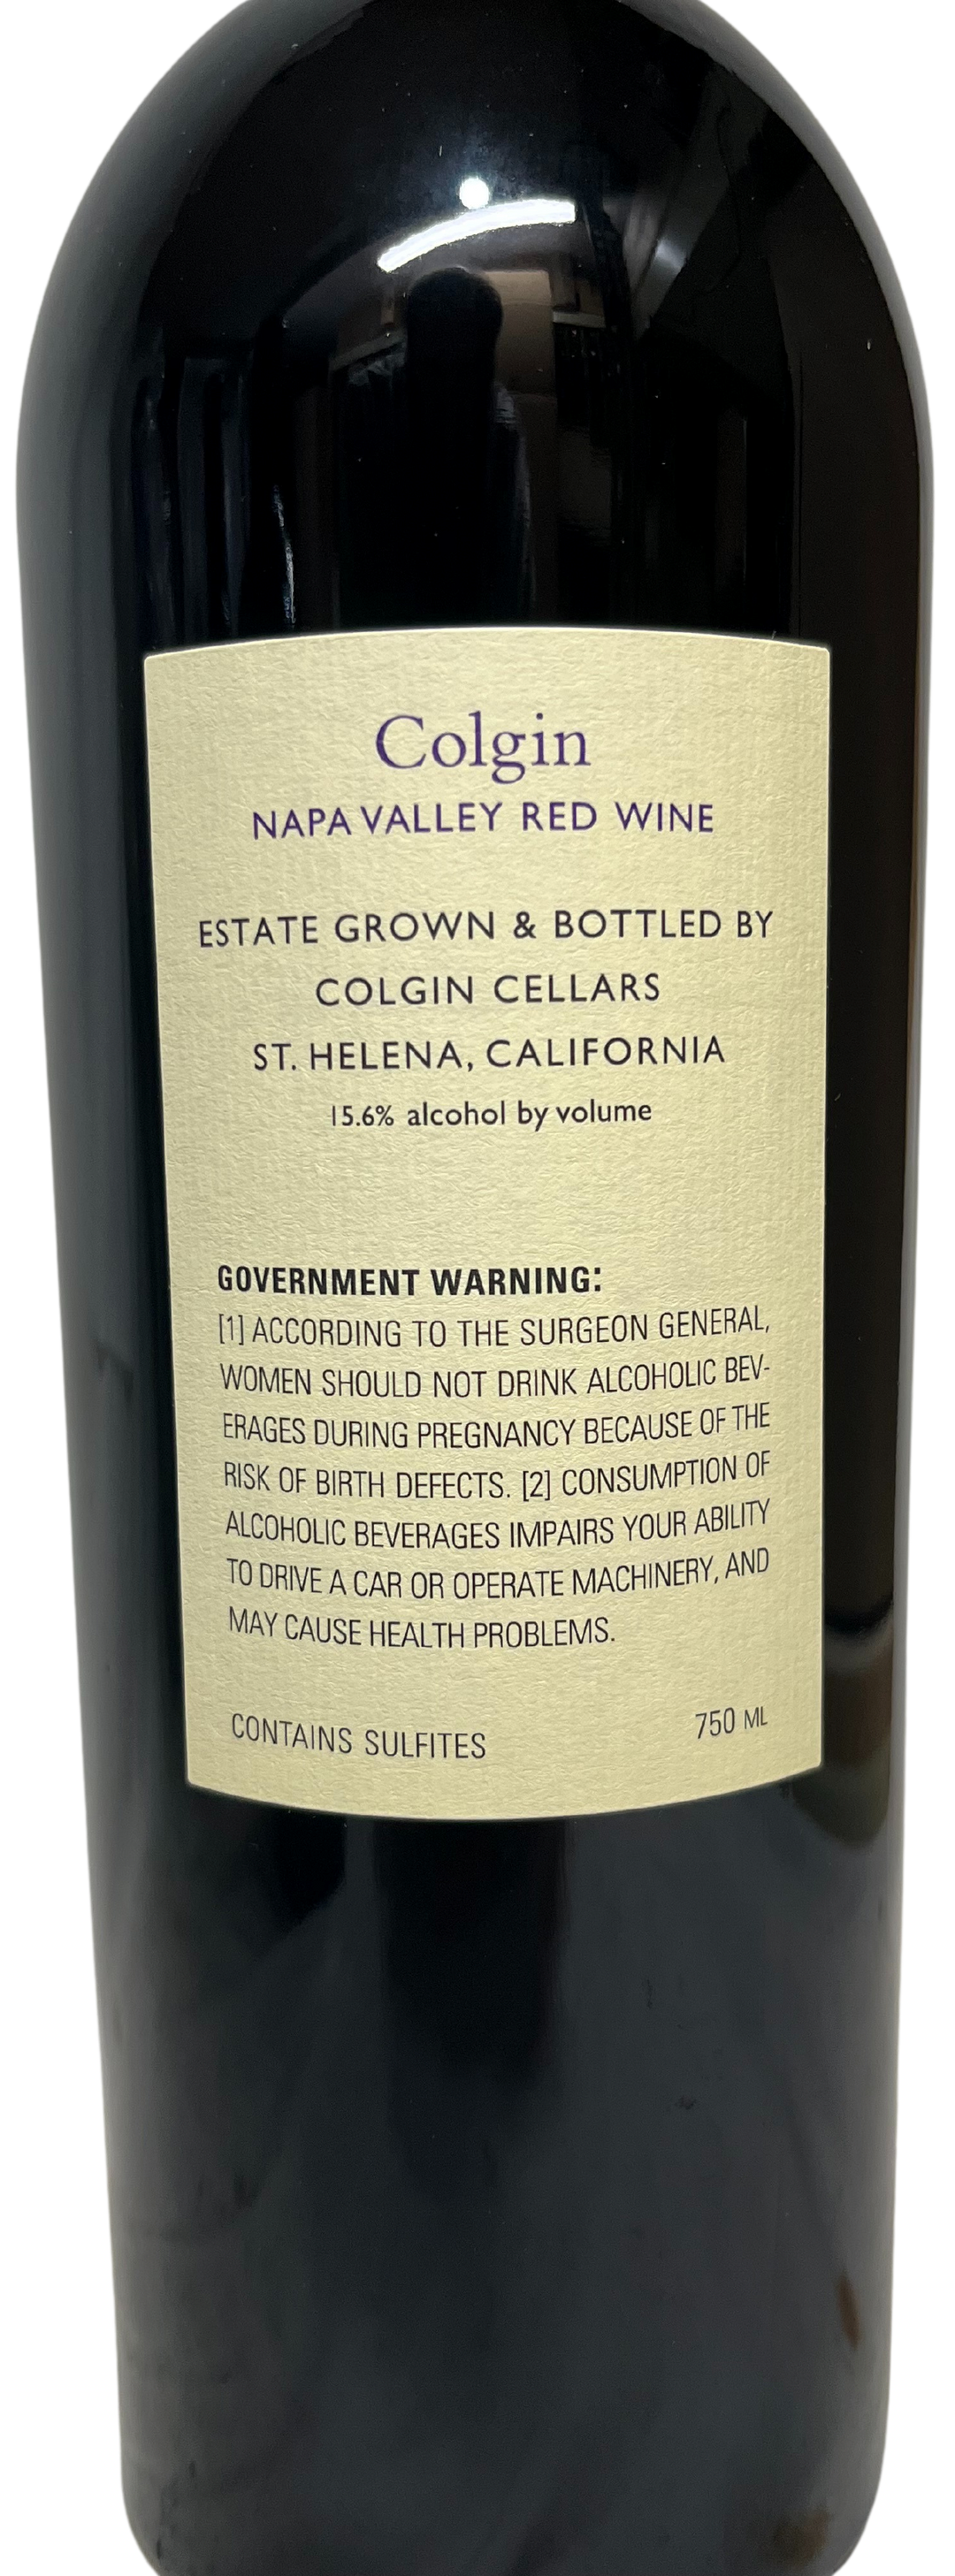 Colgin
NAPA VALLEY RED WINE
ESTATE GROWN & BOTTLED BY
COLGIN CELLARS
ST. HELENA, CALIFORNIA
15.6% alcohol by volume
GOVERNMENT WARNING:
[1] ACCORDING TO THE SURGEON GENERAL,
WOMEN SHOULD NOT DRINK ALCOHOLIC BEV-
ERAGES DURING PREGNANCY BECAUSE OF THE
RISK OF BIRTH DEFECTS. [2] CONSUMPTION OF
ALCOHOLIC BEVERAGES IMPAIRS YOUR ABILITY
TO DRIVE A CAR OR OPERATE MACHINERY, AND
MAY CAUSE HEALTH PROBLEMS.
CONTAINS SULFITES 750 ML